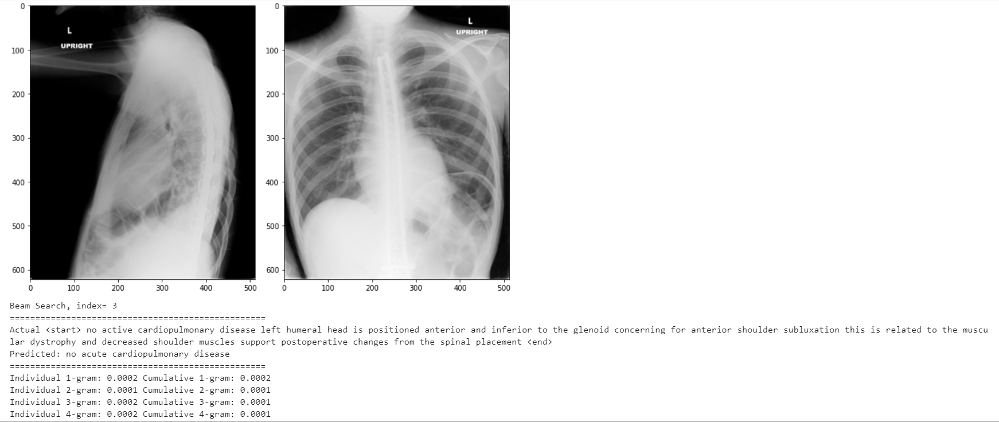 0
100
200
300
400
500
600
0 100 200 300 400 500
L
UPRIGHT
0
100
200
300
400
500
600
0 100 200 300 400 500
L
UPRIGHT
Beam Search, index= 3
==================================================
Actual <start> no active cardiopulmonary disease left humeral head is positioned anterior and inferior to the glenoid concerning for anterior shoulder subluxation this is related to the muscu
lar dystrophy and decreased shoulder muscles support postoperative changes from the spinal placement <end>
Predicted: no acute cardiopulmonary disease
==================================================
Individual 1-gram: 0.0002 Cumulative 1-gram: 0.0002
Individual 2-gram: 0.0001 Cumulative 2-gram: 0.0001
Individual 3-gram: 0.0002 Cumulative 3-gram: 0.0001
Individual 4-gram: 0.0002 Cumulative 4-gram: 0.0001